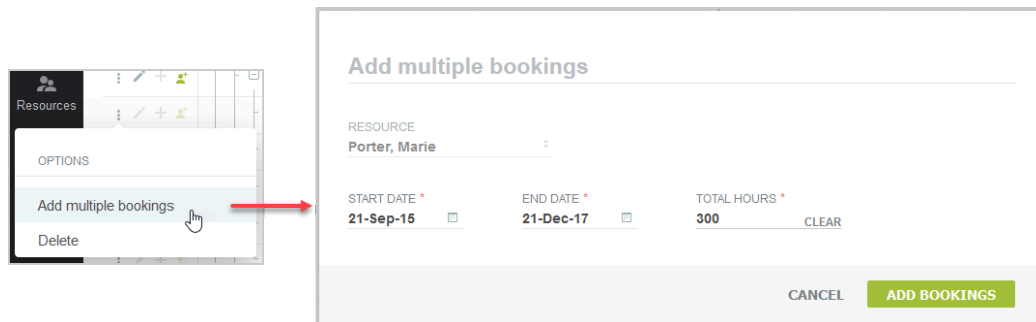 Resources
OPTIONS
Add multiple bookings
Delete
Add multiple bookings
RESOURCE
Porter, Marie
START DATE * END DATE * TOTAL HOURS *
21-Sep-15 21-Dec-17 300 CLEAR
CANCEL ADD BOOKINGS